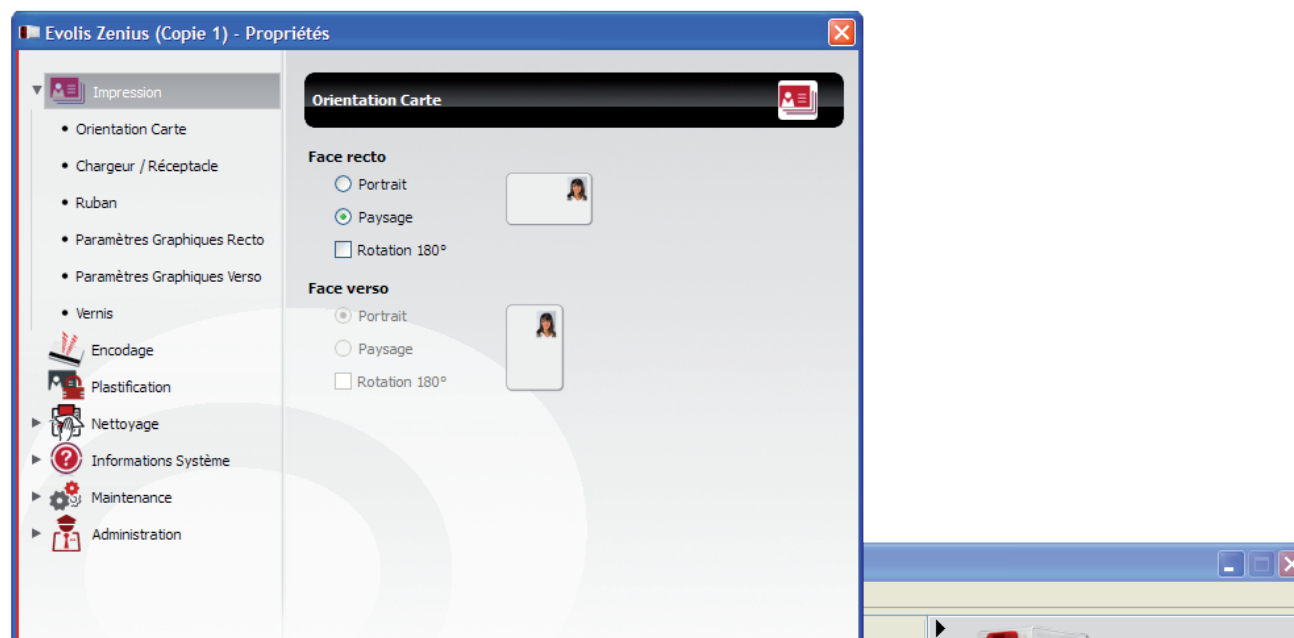 Evolis Zenius (Copie 1) - Propriétés
Impression
• Orientation Carte
• Chargeur / Réceptacle
• Ruban
• Paramètres Graphiques Recto
• Paramètres Graphiques Verso
• Vernis
Encodage
Plastification
Nettoyage
Informations Système
Maintenance
Administration
Orientation Carte
Face recto
Portrait
Paysage
Rotation 180°
Face verso
Portrait
Paysage
Rotation 180°